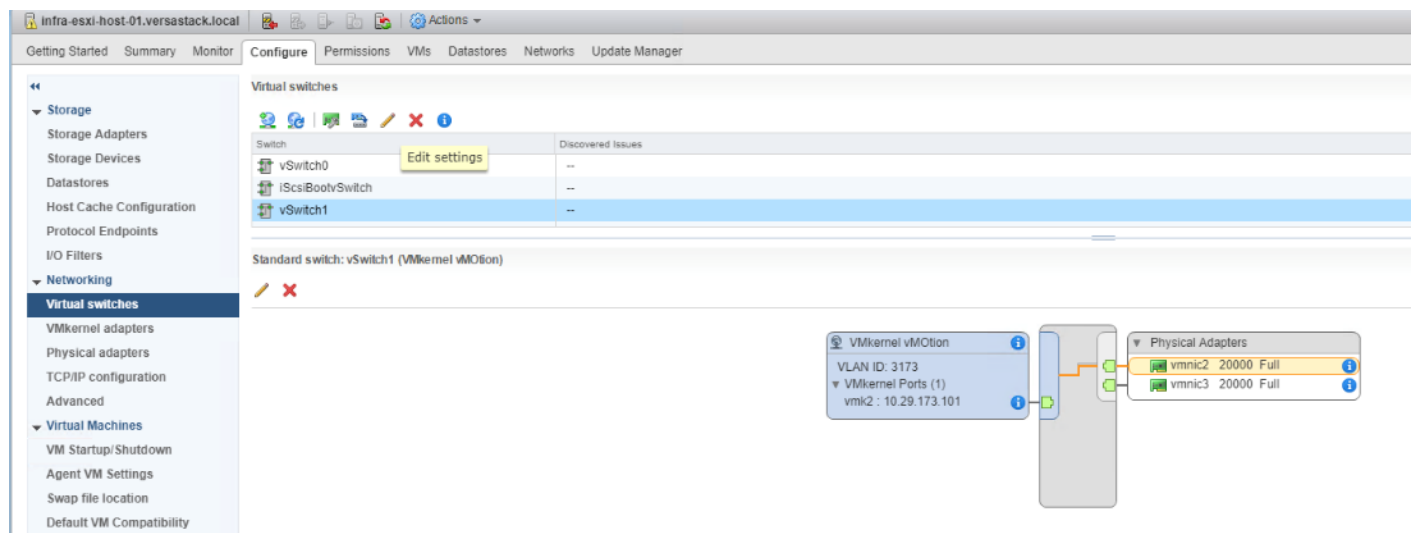 infra-esxi-host-01.versastack.local Actions
Getting Started Summary Monitor Configure Permissions VMs Datastores Networks Update Manager
Storage
Storage Adapters
Storage Devices
Datastores
Host Cache Configuration
Protocol Endpoints
I/O Filters
Networking
Virtual switches
VMkernel adapters
Physical adapters
TCP/IP configuration
Advanced
Virtual Machines
VM Startup/Shutdown
Agent VM Settings
Swap file location
Default VM Compatibility
Virtual switches
Switch Discovered Issues
Edit settings
vSwitch0 --
iScsiBootvSwitch --
vSwitch1 --
Standard switch: vSwitch1 (VMkernel vMOtion)
VMkernel vMOtion
VLAN ID: 3173
VMkernel Ports (1)
vmk2 : 10.29.173.101
Physical Adapters
vmnic2 20000 Full
vmnic3 20000 Full